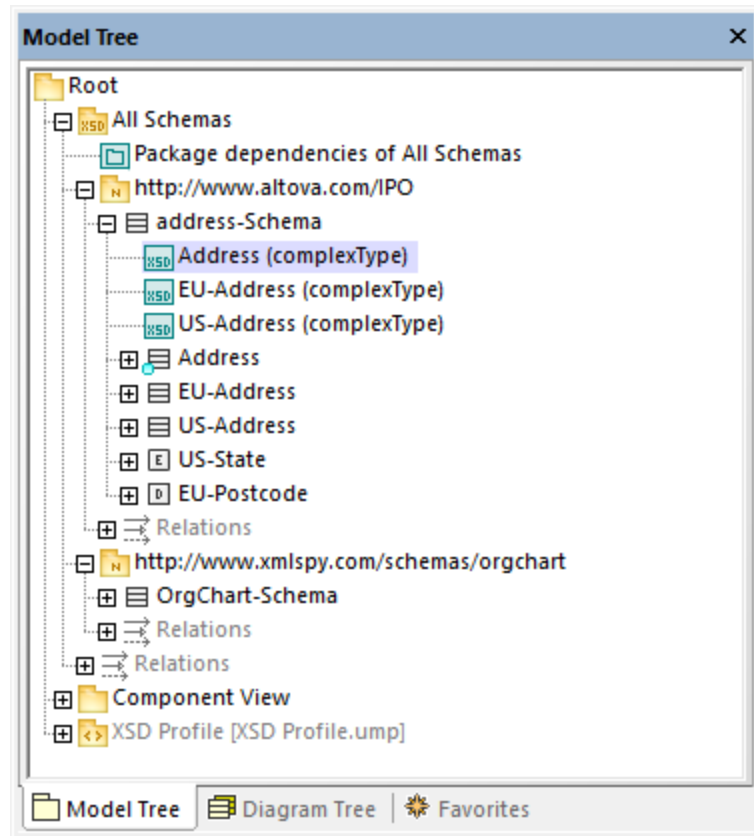 Model Tree
Root
All Schemas
Package dependencies of All Schemas
http://www.altova.com/IPO
address-Schema
Address (complexType)
EU-Address (complexType)
US-Address (complexType)
Address
EU-Address
US-Address
US-State
EU-Postcode
Relations
http://www.xmlspy.com/schemas/orgchart
OrgChart-Schema
Relations
Relations
Component View
XSD Profile [XSD Profile.ump]
Model Tree Diagram Tree Favorites